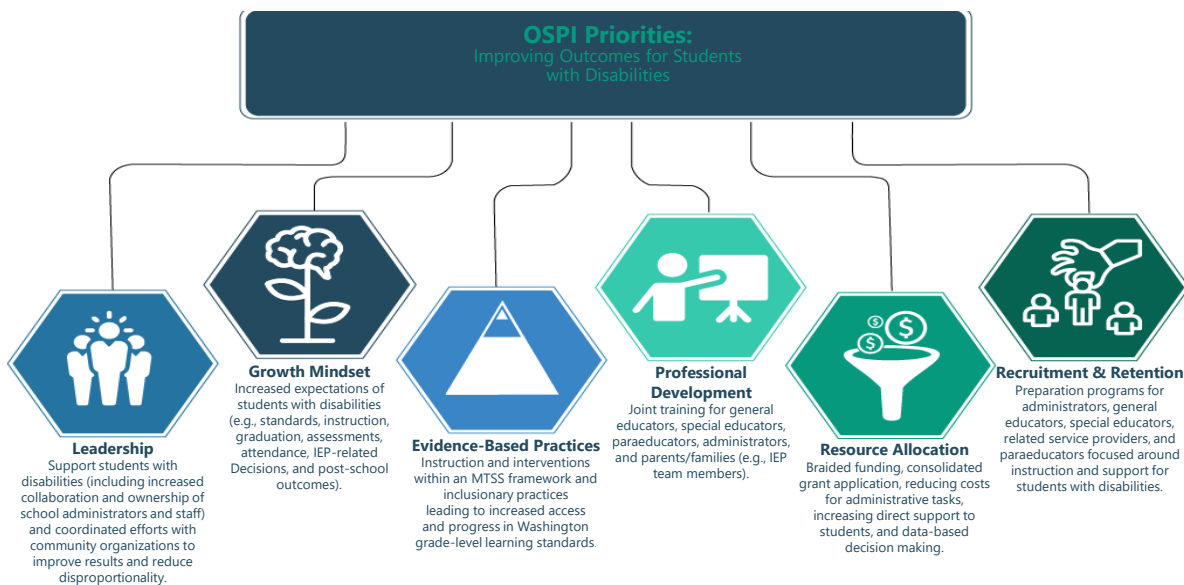 OSPI Priorities:
Improving Outcomes for Students
with Disabilities
Leadership
Support students with
disabilities (including increased
collaboration and ownership of
school administrators and staff)
and coordinated efforts with
community organizations to
improve results and reduce
disproportionality.
Growth Mindset
Increased expectations of
students with disabilities
(e.g., standards, instruction,
graduation, assessments,
attendance, IEP-related
Decisions, and post-school
outcomes).
Evidence-Based Practices
Instruction and interventions
within an MTSS framework and
inclusionary practices
leading to increased access
and progress in Washington
grade-level learning standards.
Professional
Development
Joint training for general
educators, special educators,
paraeducators, administrators,
and parents/families (e.g., IEP
team members).
$
$
$
Resource Allocation
Braided funding, consolidated
grant application, reducing costs
for administrative tasks,
increasing direct support to
students, and data-based
decision making.
Recruitment & Retention
Preparation programs for
administrators, general
educators, special educators,
related service providers, and
paraeducators focused around
instruction and support for
students with disabilities.